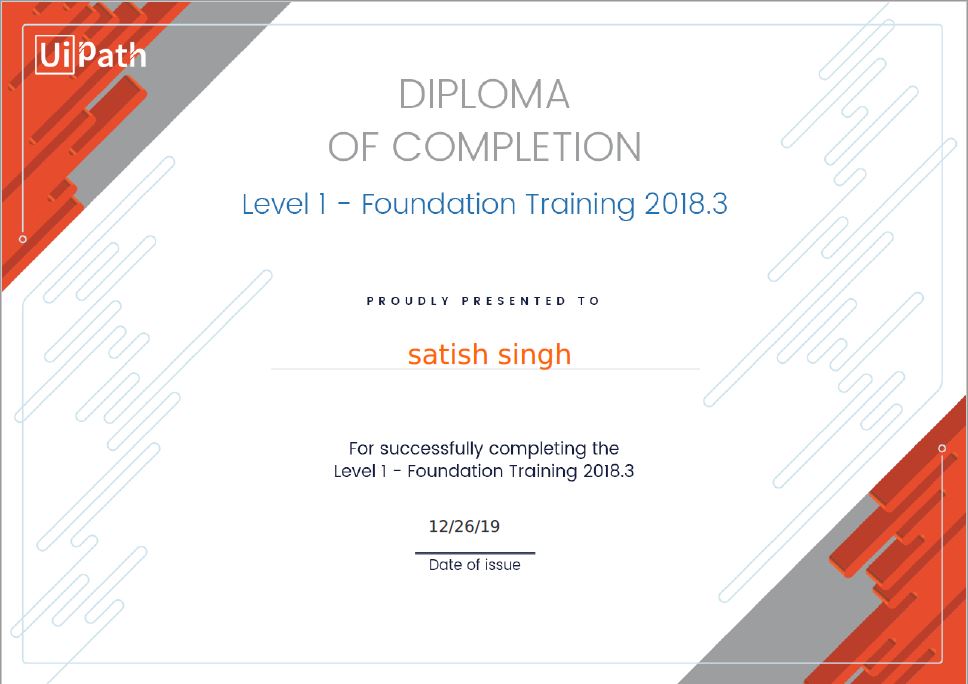 UiPath
DIPLOMA
OF COMPLETION
Level 1 - Foundation Training 2018.3
PROUDLY PRESENTED TO
satish singh
For successfully completing the
Level 1 - Foundation Training 2018.3
12/26/19
Date of issue